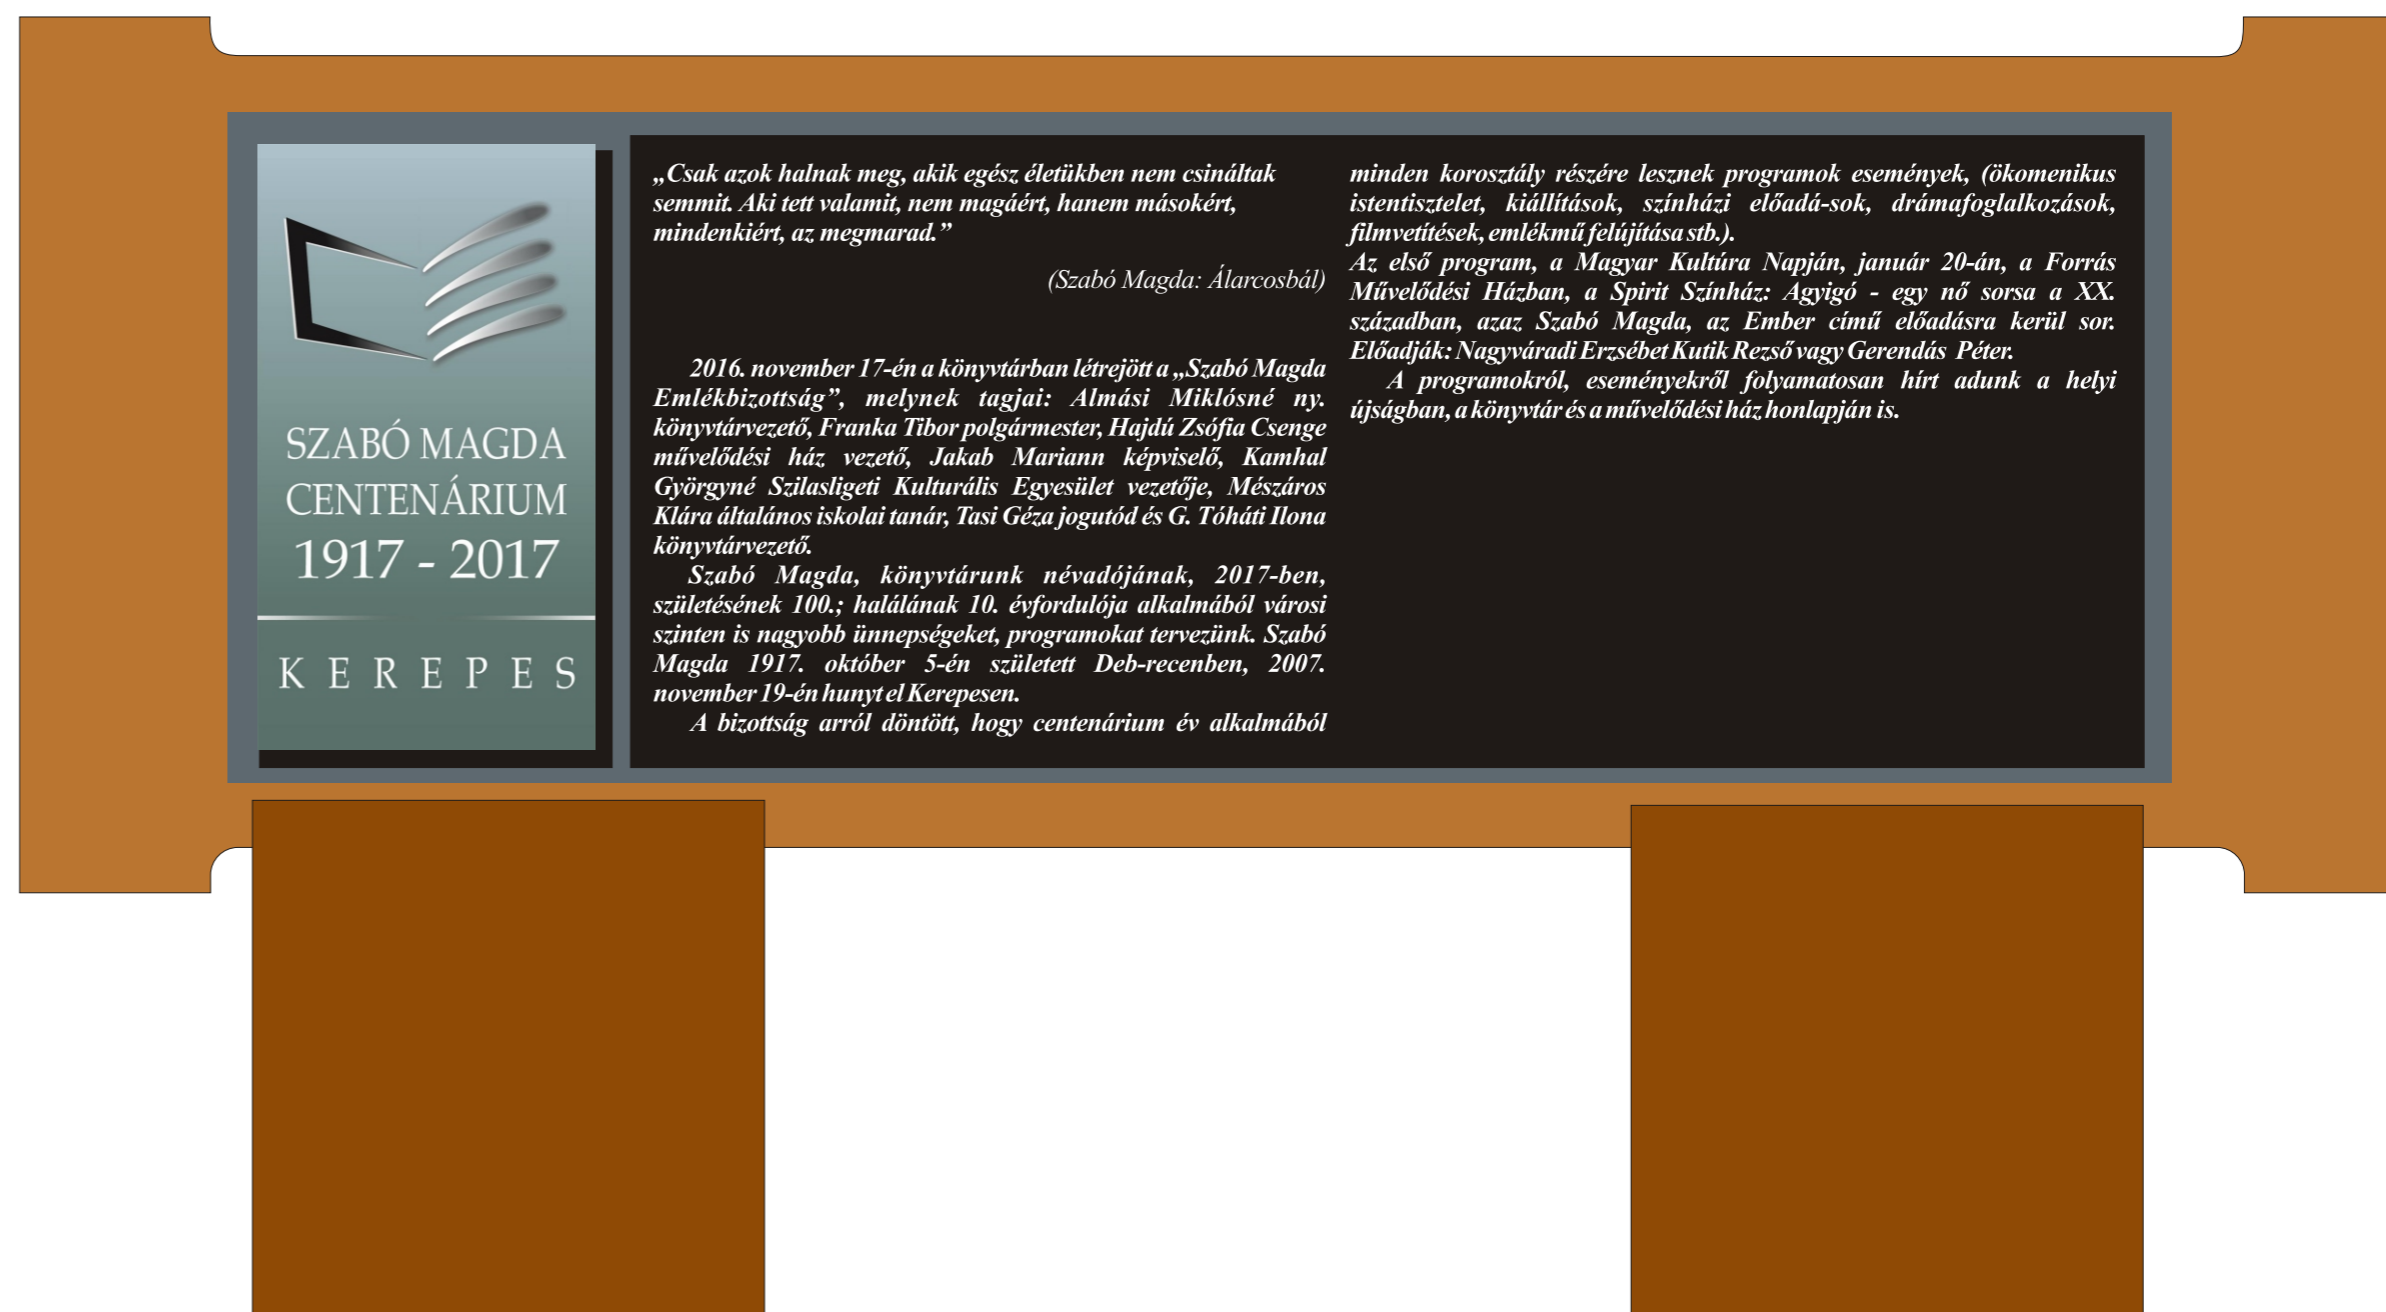 SZABÓ MAGDA
CENTENÁRIUM
1917 - 2017
KEREPES
„Csak azok halnak meg, akik egész életükben nem csináltak
semmit. Aki tett valamit, nem magáért, hanem másokért,
mindenkiért, az megmarad.”
(Szabó Magda: Álarcosbál)
2016. november 17-én a könyvtárban létrejött a „Szabó Magda
Emlékbizottság”, melynek tagjai: Almási Miklósné ny.
könyvtárvezető, Franka Tibor polgármester, Hajdú Zsófia Csenge
művelődési ház vezető, Jakab Mariann képviselő, Kamhal
Györgyné Szilasligeti Kulturális Egyesület vezetője, Mészáros
Klára általános iskolai tanár, Tasi Géza jogutód és G. Tóháti Ilona
könyvtárvezető.
Szabó Magda, könyvtárunk névadójának, 2017-ben,
születésének 100.; halálának 10. évfordulója alkalmából városi
szinten is nagyobb ünnepségeket, programokat tervezünk. Szabó
Magda 1917. október 5-én született Deb-recenben, 2007.
november 19-én hunyt el Kerepesen.
A bizottság arról döntött, hogy centenárium év alkalmából
minden korosztály részére lesznek programok események, (ökomenikus
istentisztelet, kiállítások, színházi előadá-sok, drámafoglalkozások,
filmvetítések, emlékmű felújítása stb.).
Az első program, a Magyar Kultúra Napján, január 20-án, a Forrás
Művelődési Házban, a Spirit Színház: Agyigó - egy nő sorsa a XX.
században, azaz Szabó Magda, az Ember című előadásra kerül sor.
Előadják: Nagyváradi Erzsébet Kutik Rezső vagy Gerendás Péter.
A programokról, eseményekről folyamatosan hírt adunk a helyi
újságban, a könyvtár és a művelődési ház honlapján is.